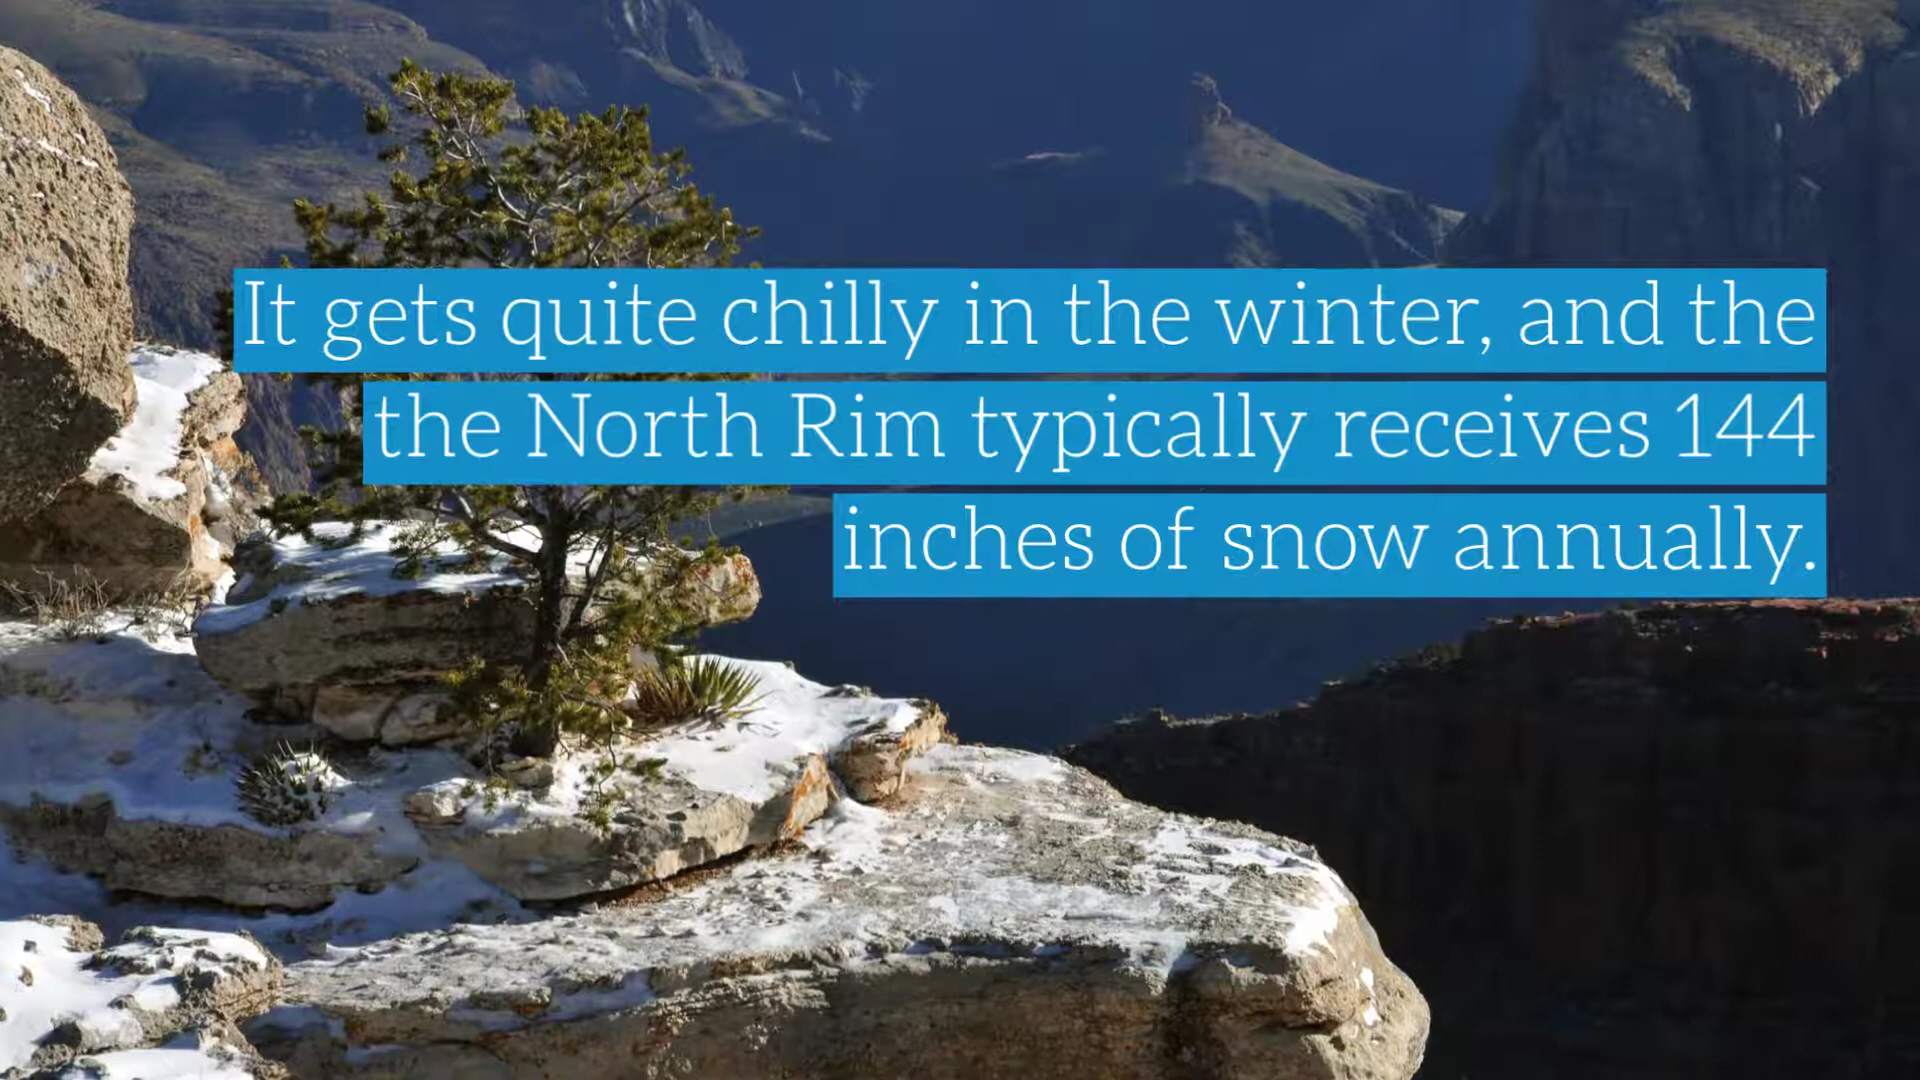 It gets quite chilly in the winter, and the
the North Rim typically receives 144
inches of snow annually.